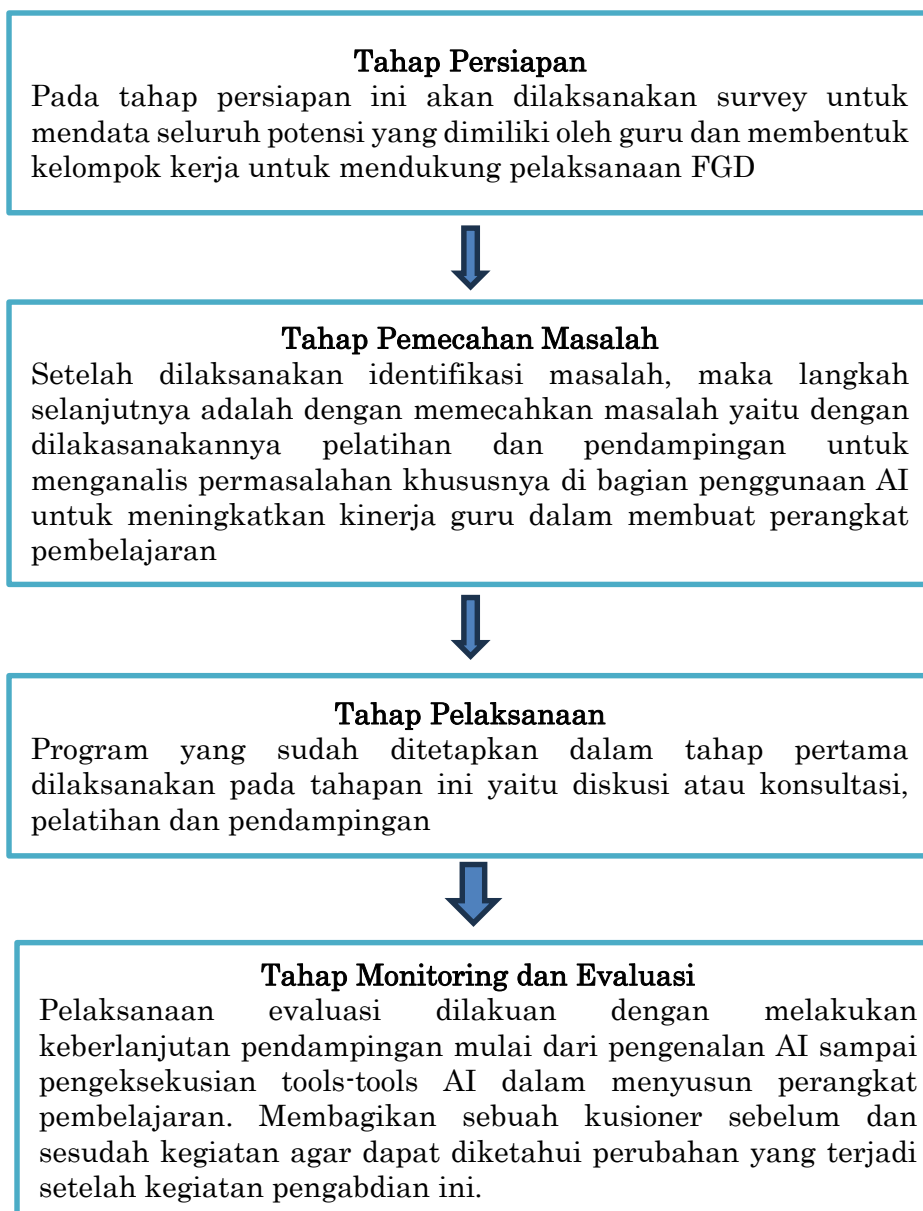 Tahap Persiapan
Pada tahap persiapan ini akan dilaksanakan survey untuk
mendata seluruh potensi yang dimiliki oleh guru dan membentuk
kelompok kerja untuk mendukung pelaksanaan FGD
Tahap Pemecahan Masalah
Setelah dilaksanakan identifikasi masalah, maka langkah
selanjutnya adalah dengan memecahkan masalah yaitu dengan
dilakasanakannya pelatihan dan pendampingan untuk
menganalis permasalahan khususnya di bagian penggunaan AI
untuk meningkatkan kinerja guru dalam membuat perangkat
pembelajaran
Tahap Pelaksanaan
Program yang sudah ditetapkan dalam tahap pertama
dilaksanakan pada tahapan ini yaitu diskusi atau konsultasi,
pelatihan dan pendampingan
Tahap Monitoring dan Evaluasi
Pelaksanaan evaluasi dilakuan dengan melakukan
keberlanjutan pendampingan mulai dari pengenalan AI sampai
pengeksekusian tools-tools AI dalam menyusun perangkat
pembelajaran. Membagikan sebuah kusioner sebelum dan
sesudah kegiatan agar dapat diketahui perubahan yang terjadi
setelah kegiatan pengabdian ini.